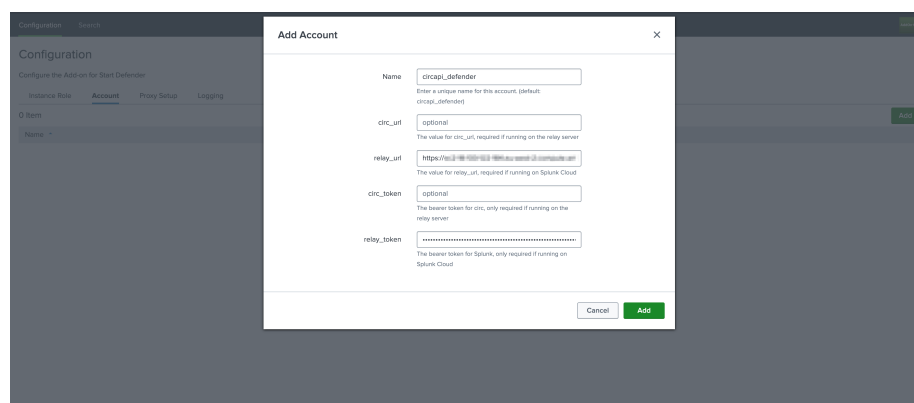 Configuration Search
Configuration
Configure the Add-on for Start Defender
Instance Role Account Proxy Setup Logging
0 Item
Add
Name
Add Account
Name
circapi_defender
Enter a unique name for this account. (default:
circapi_defender)
circ_url
optional
The value for circ_url, required if running on the relay server
relay_url
https://
The value for relay_url, required if running on Splunk Cloud
circ_token
optional
The bearer token for circ, only required if running on the
relay server
relay_token
The bearer token for Splunk, only required if running on
Splunk Cloud
Cancel Add